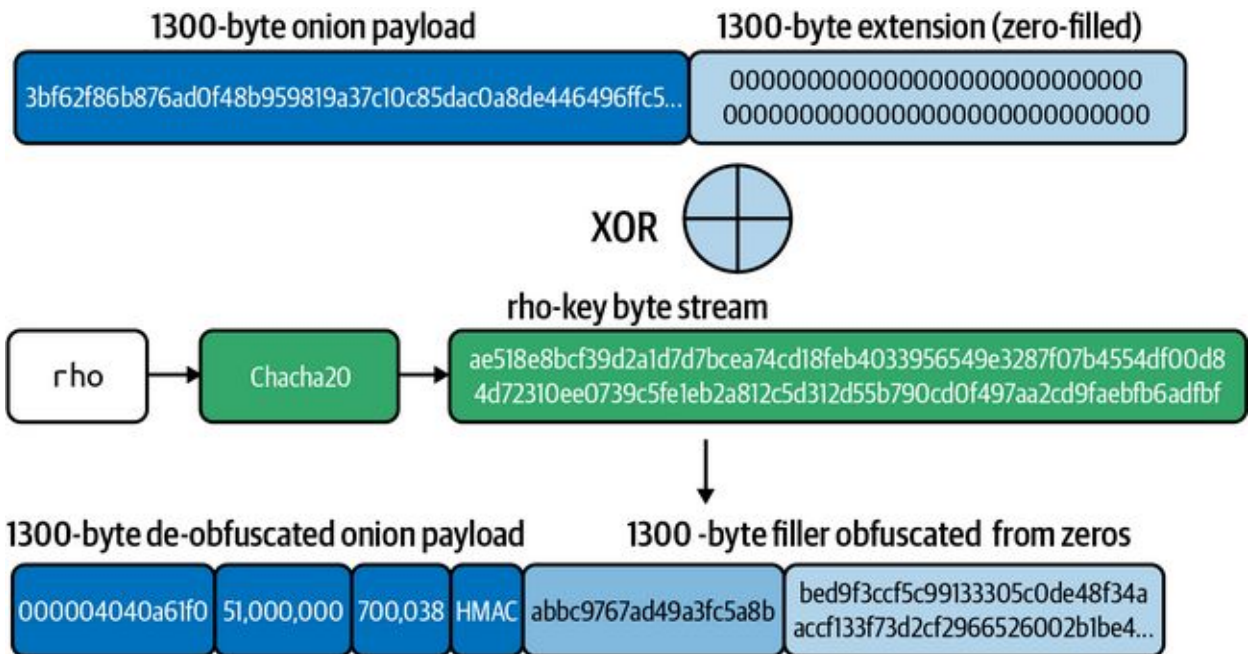 1300-byte onion payload
1300-byte extension (zero-filled)
3bf62f86b876ad0f48b959819a37c10c85dac0a8de446496ffc5...
00000000000000000000000000
00000000000000000000000000
XOR
rho-key byte stream
rho
Chacha20
ae518e8bcf39d2a1d7d7bcea74cd18feb4033956549e3287f07b4554df00d8
4d72310ee0739c5fe1eb2a812c5d312d55b790cd0f497aa2cd9faebfb6adfbf
1300-byte de-obfuscated onion payload
1300 -byte filler obfuscated from zeros
000004040a61f0
51,000,000
700,038
HMAC
abbc9767ad49a3fc5a8b
bed9f3ccf5c99133305c0de48f34a
accf133f73d2cf2966526002b1be4...